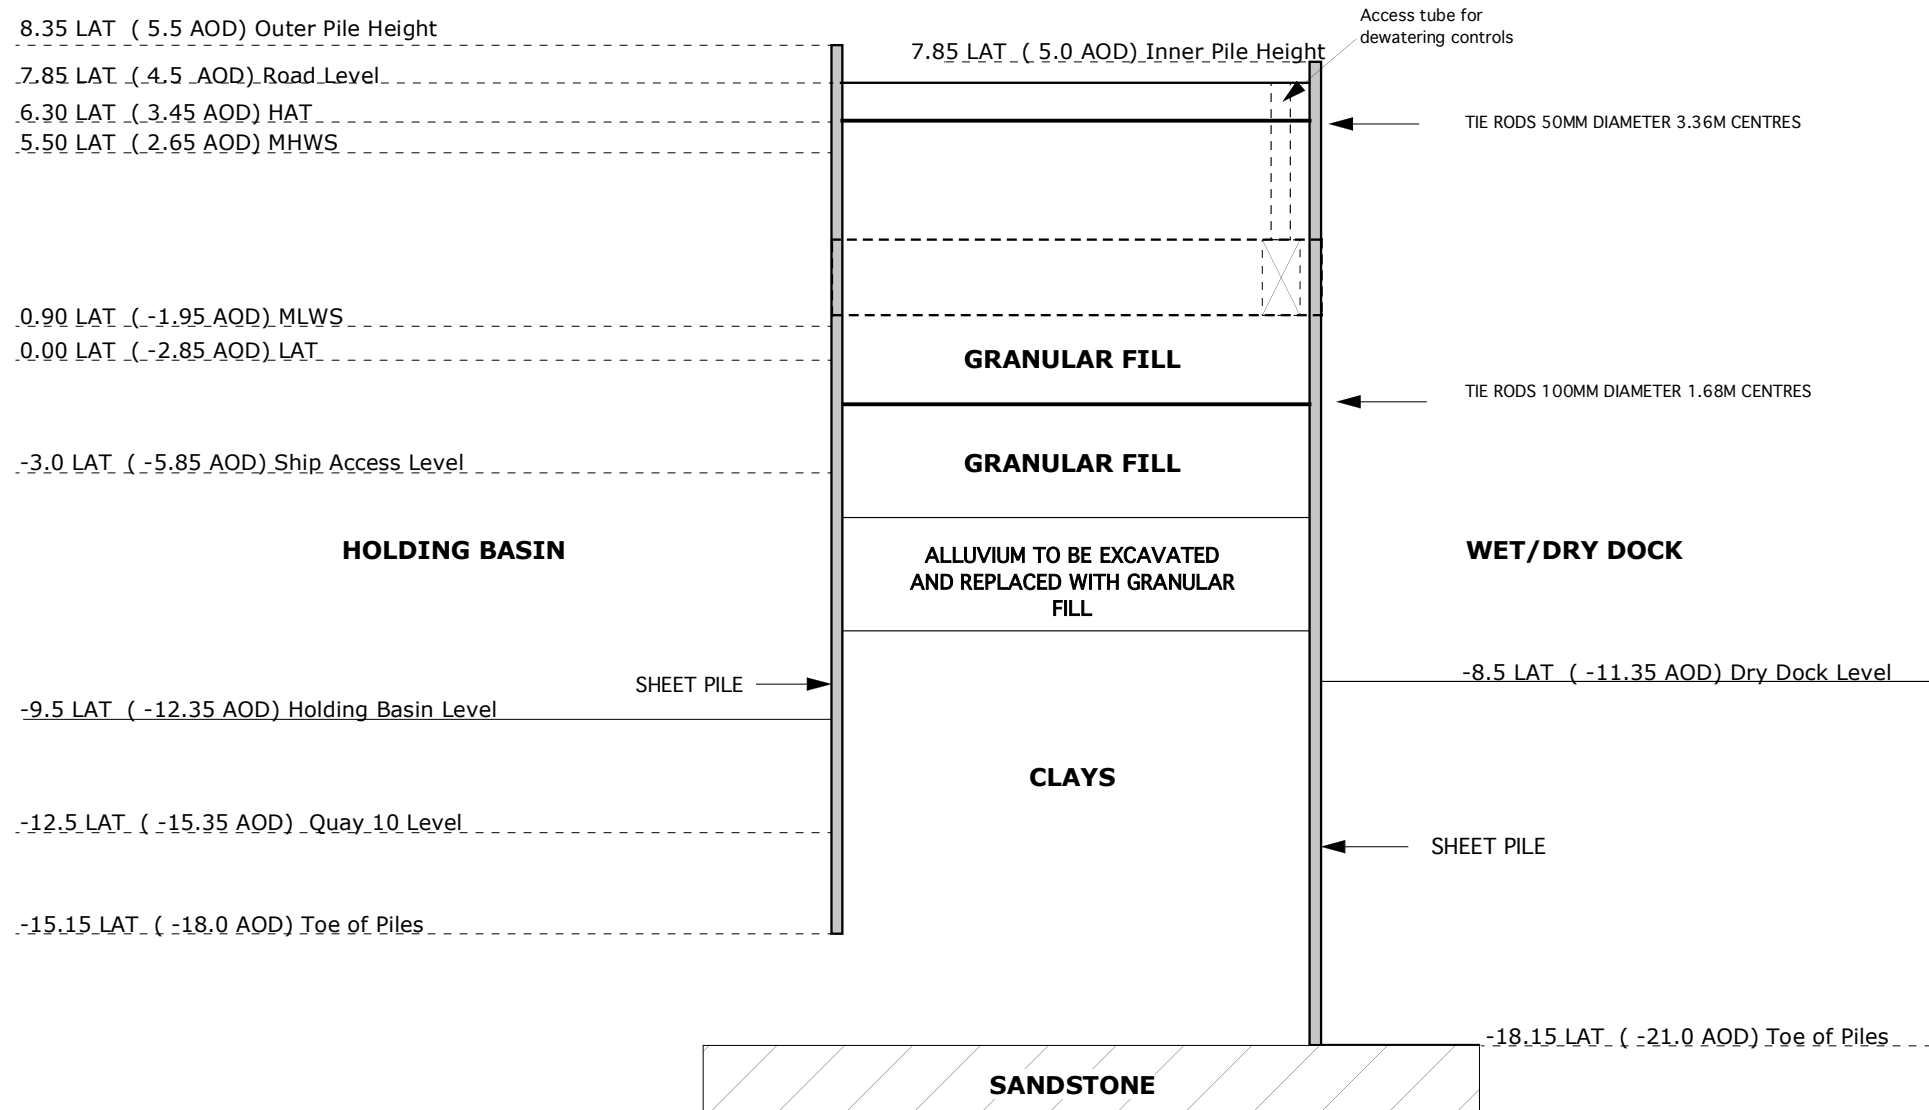 8.35 LAT ( 5.5 AOD) Outer Pile Height
7.85 LAT ( 4.5 AOD) Road Level
6.30 LAT ( 3.45 AOD) HAT
5.50 LAT ( 2.65 AOD) MHWS
0.90 LAT ( -1.95 AOD) MLWS
0.00 LAT ( -2.85 AOD) LAT
-3.0 LAT ( -5.85 AOD) Ship Access Level
HOLDING BASIN
SHEET PILE
-9.5 LAT ( -12.35 AOD) Holding Basin Level
-12.5 LAT ( -15.35 AOD) Quay 10 Level
-15.15 LAT ( -18.0 AOD) Toe of Piles
7.85 LAT ( 5.0 AOD) Inner Pile Height
GRANULAR FILL
GRANULAR FILL
ALLUVIUM TO BE EXCAVATED
AND REPLACED WITH GRANULAR
FILL
CLAYS
SANDSTONE
Access tube for
dewatering controls
TIE RODS 50MM DIAMETER 3.36M CENTRES
TIE RODS 100MM DIAMETER 1.68M CENTRES
WET/DRY DOCK
-8.5 LAT ( -11.35 AOD) Dry Dock Level
SHEET PILE
-18.15 LAT ( -21.0 AOD) Toe of Piles